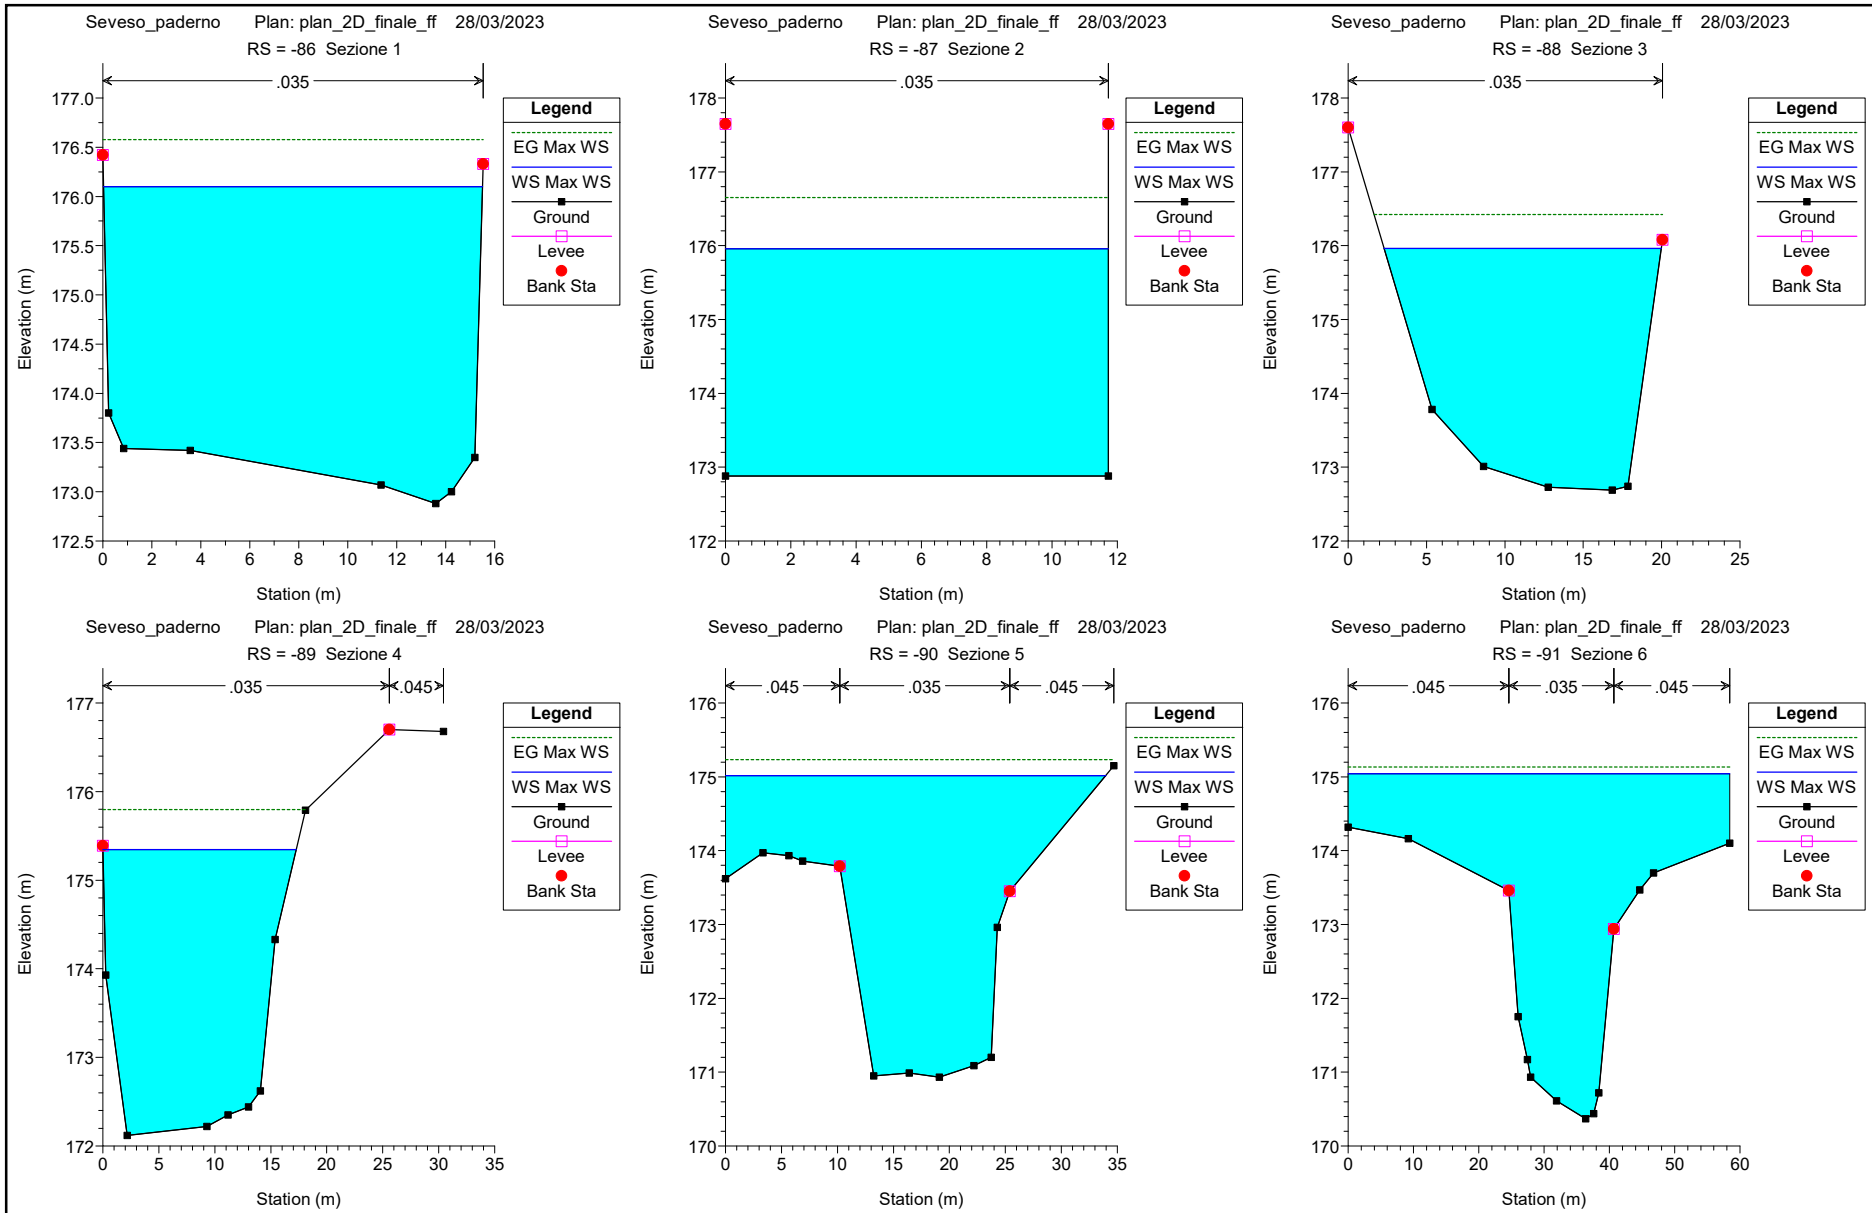 Seveso_paderno Plan: plan_2D_finale_ff 28/03/2023
RS = -86 Sezione 1
.035
177.0
176.5
176.0
175.5
175.0
174.5
174.0
173.5
173.0
172.5
0 2 4 6 8 10 12 14 16
Elevation (m)
Station (m)
Legend
EG Max WS
WS Max WS
Ground
Levee
Bank Sta
Seveso_paderno Plan: plan_2D_finale_ff 28/03/2023
RS = -87 Sezione 2
.035
178
177
176
175
174
173
172
0 2 4 6 8 10 12
Elevation (m)
Station (m)
Legend
EG Max WS
WS Max WS
Ground
Levee
Bank Sta
Seveso_paderno Plan: plan_2D_finale_ff 28/03/2023
RS = -88 Sezione 3
.035
178
177
176
175
174
173
172
0 5 10 15 20 25
Elevation (m)
Station (m)
Legend
EG Max WS
WS Max WS
Ground
Levee
Bank Sta
Seveso_paderno Plan: plan_2D_finale_ff 28/03/2023
RS = -89 Sezione 4
.035 .045
177
176
175
174
173
172
0 5 10 15 20 25 30 35
Elevation (m)
Station (m)
Legend
EG Max WS
WS Max WS
Ground
Levee
Bank Sta
Seveso_paderno Plan: plan_2D_finale_ff 28/03/2023
RS = -90 Sezione 5
.045 .035 .045
176
175
174
173
172
171
170
0 5 10 15 20 25 30 35
Elevation (m)
Station (m)
Legend
EG Max WS
WS Max WS
Ground
Levee
Bank Sta
Seveso_paderno Plan: plan_2D_finale_ff 28/03/2023
RS = -91 Sezione 6
.045 .035 .045
176
175
174
173
172
171
170
0 10 20 30 40 50 60
Elevation (m)
Station (m)
Legend
EG Max WS
WS Max WS
Ground
Levee
Bank Sta